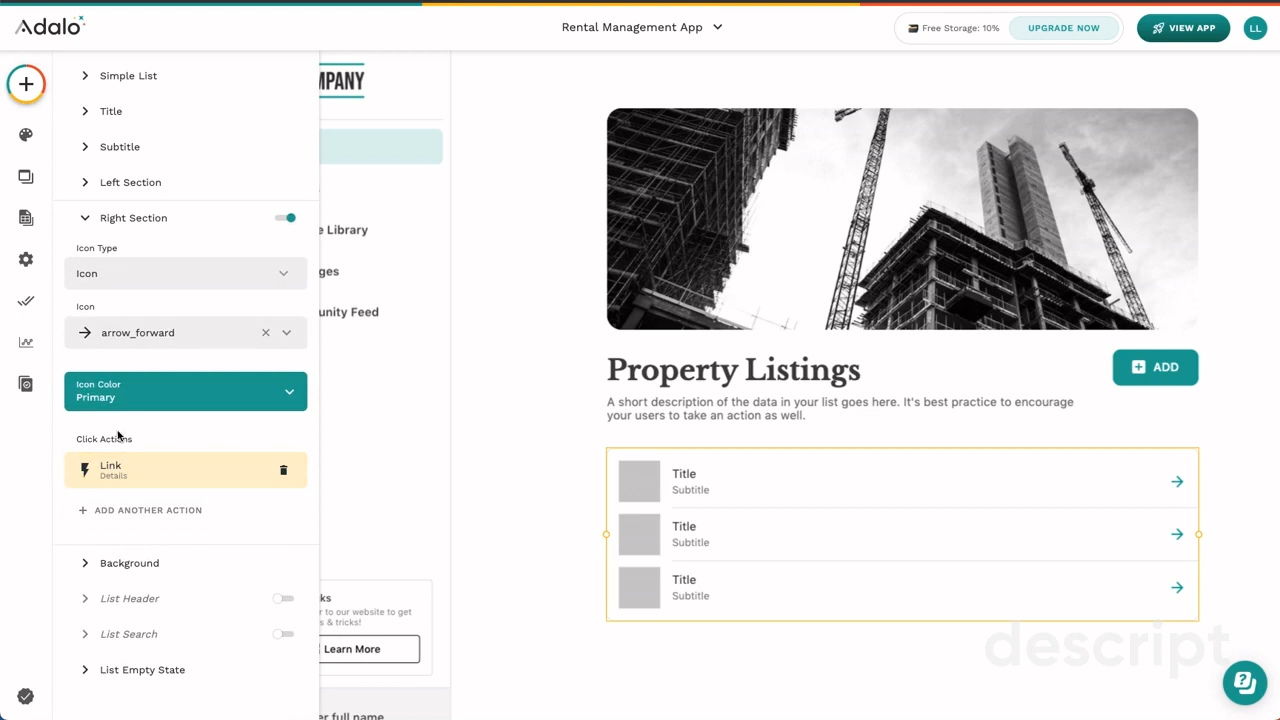 Adalo
Rental Management App
Free Storage: 10%
UPGRADE NOW
VIEW APP
LL
Simple List
Title
Subtitle
Left Section
Right Section
Icon Type
Icon
Icon
arrow_forward
Icon Color
Primary
Click Actions
Link
Details
ADD ANOTHER ACTION
Background
List Header
List Search
List Empty State
MPANY
e Library
ges
unity Feed
ks
r to our website to get
s & tricks!
Learn More
er full name
Property Listings
ADD
A short description of the data in your list goes here. It's best practice to encourage
your users to take an action as well.
Title
Subtitle
Title
Subtitle
Title
Subtitle
descript